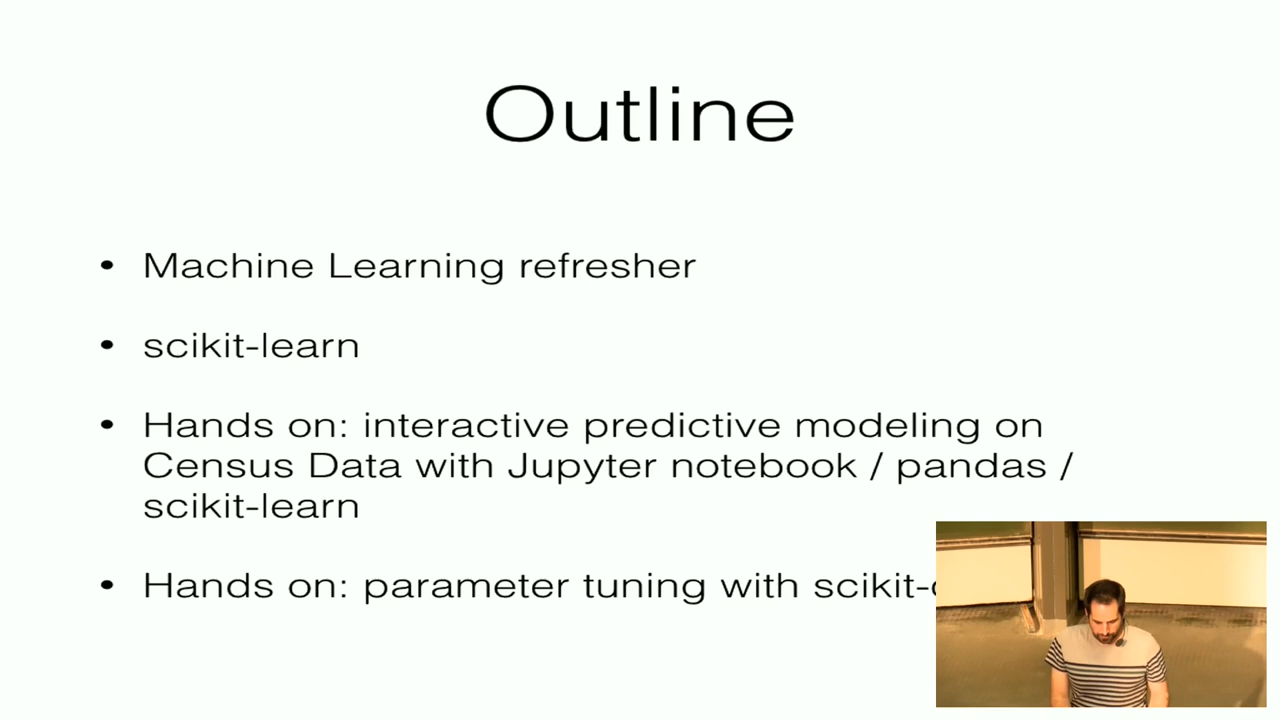 Outline
• Machine Learning refresher
• scikit-learn
• Hands on: interactive predictive modeling on
Census Data with Jupyter notebook / pandas /
scikit-learn
• Hands on: parameter tuning with